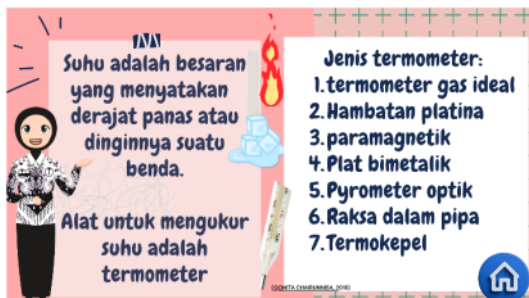 Suhu adalah besaran
yang menyatakan
derajat panas atau
dinginnya suatu
benda.
Alat untuk mengukur
suhu adalah
termometer
Jenis termometer:
1.termometer gas ideal
2.Hambatan platina
3.paramagnetik
4.Plat bimetalik
5.Pyrometer optik
6.Raksa dalam pipa
7.Termokepel